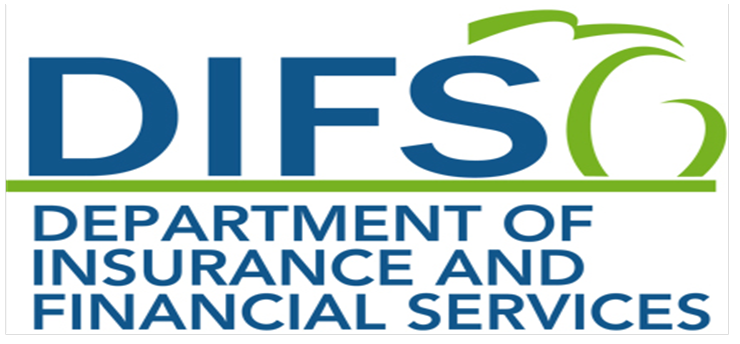 DIFS
DEPARTMENT OF
INSURANCE AND
FINANCIAL SERVICES